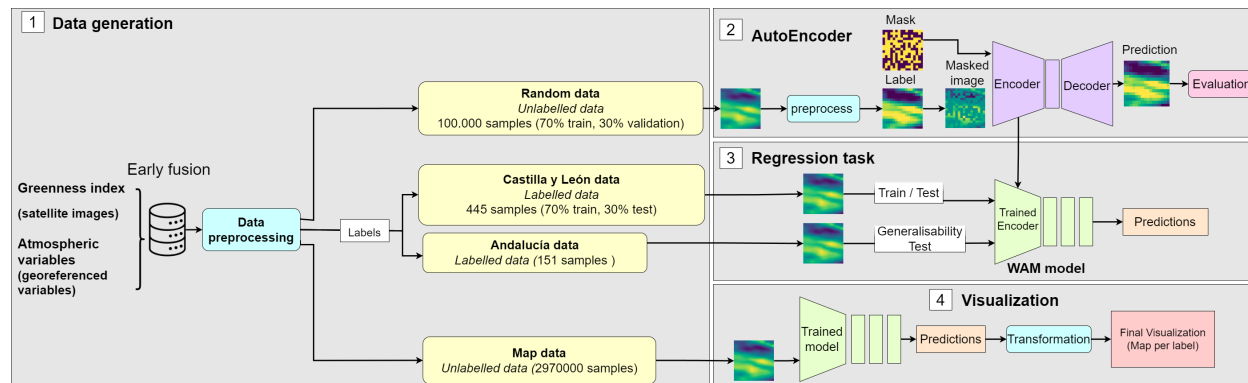 1 Data generation
Early fusion
Greenness index
(satellite images)
Atmospheric
variables
(georeferenced
variables)
Data
preprocessing
Labels
Random data
Unlabelled data
100.000 samples (70% train, 30% validation)
Castilla y León data
Labelled data
445 samples (70% train, 30% test)
Andalucía data
Labelled data (151 samples )
Map data
Unlabelled data (2970000 samples)
2 AutoEncoder
preprocess
Mask
Label
Masked
image
Encoder
Decoder
Prediction
Evaluation
3 Regression task
Train / Test
Generalisability
Test
Trained
Encoder
WAM model
Predictions
4 Visualization
Trained
model
Predictions
Transformation
Final Visualization
(Map per label)